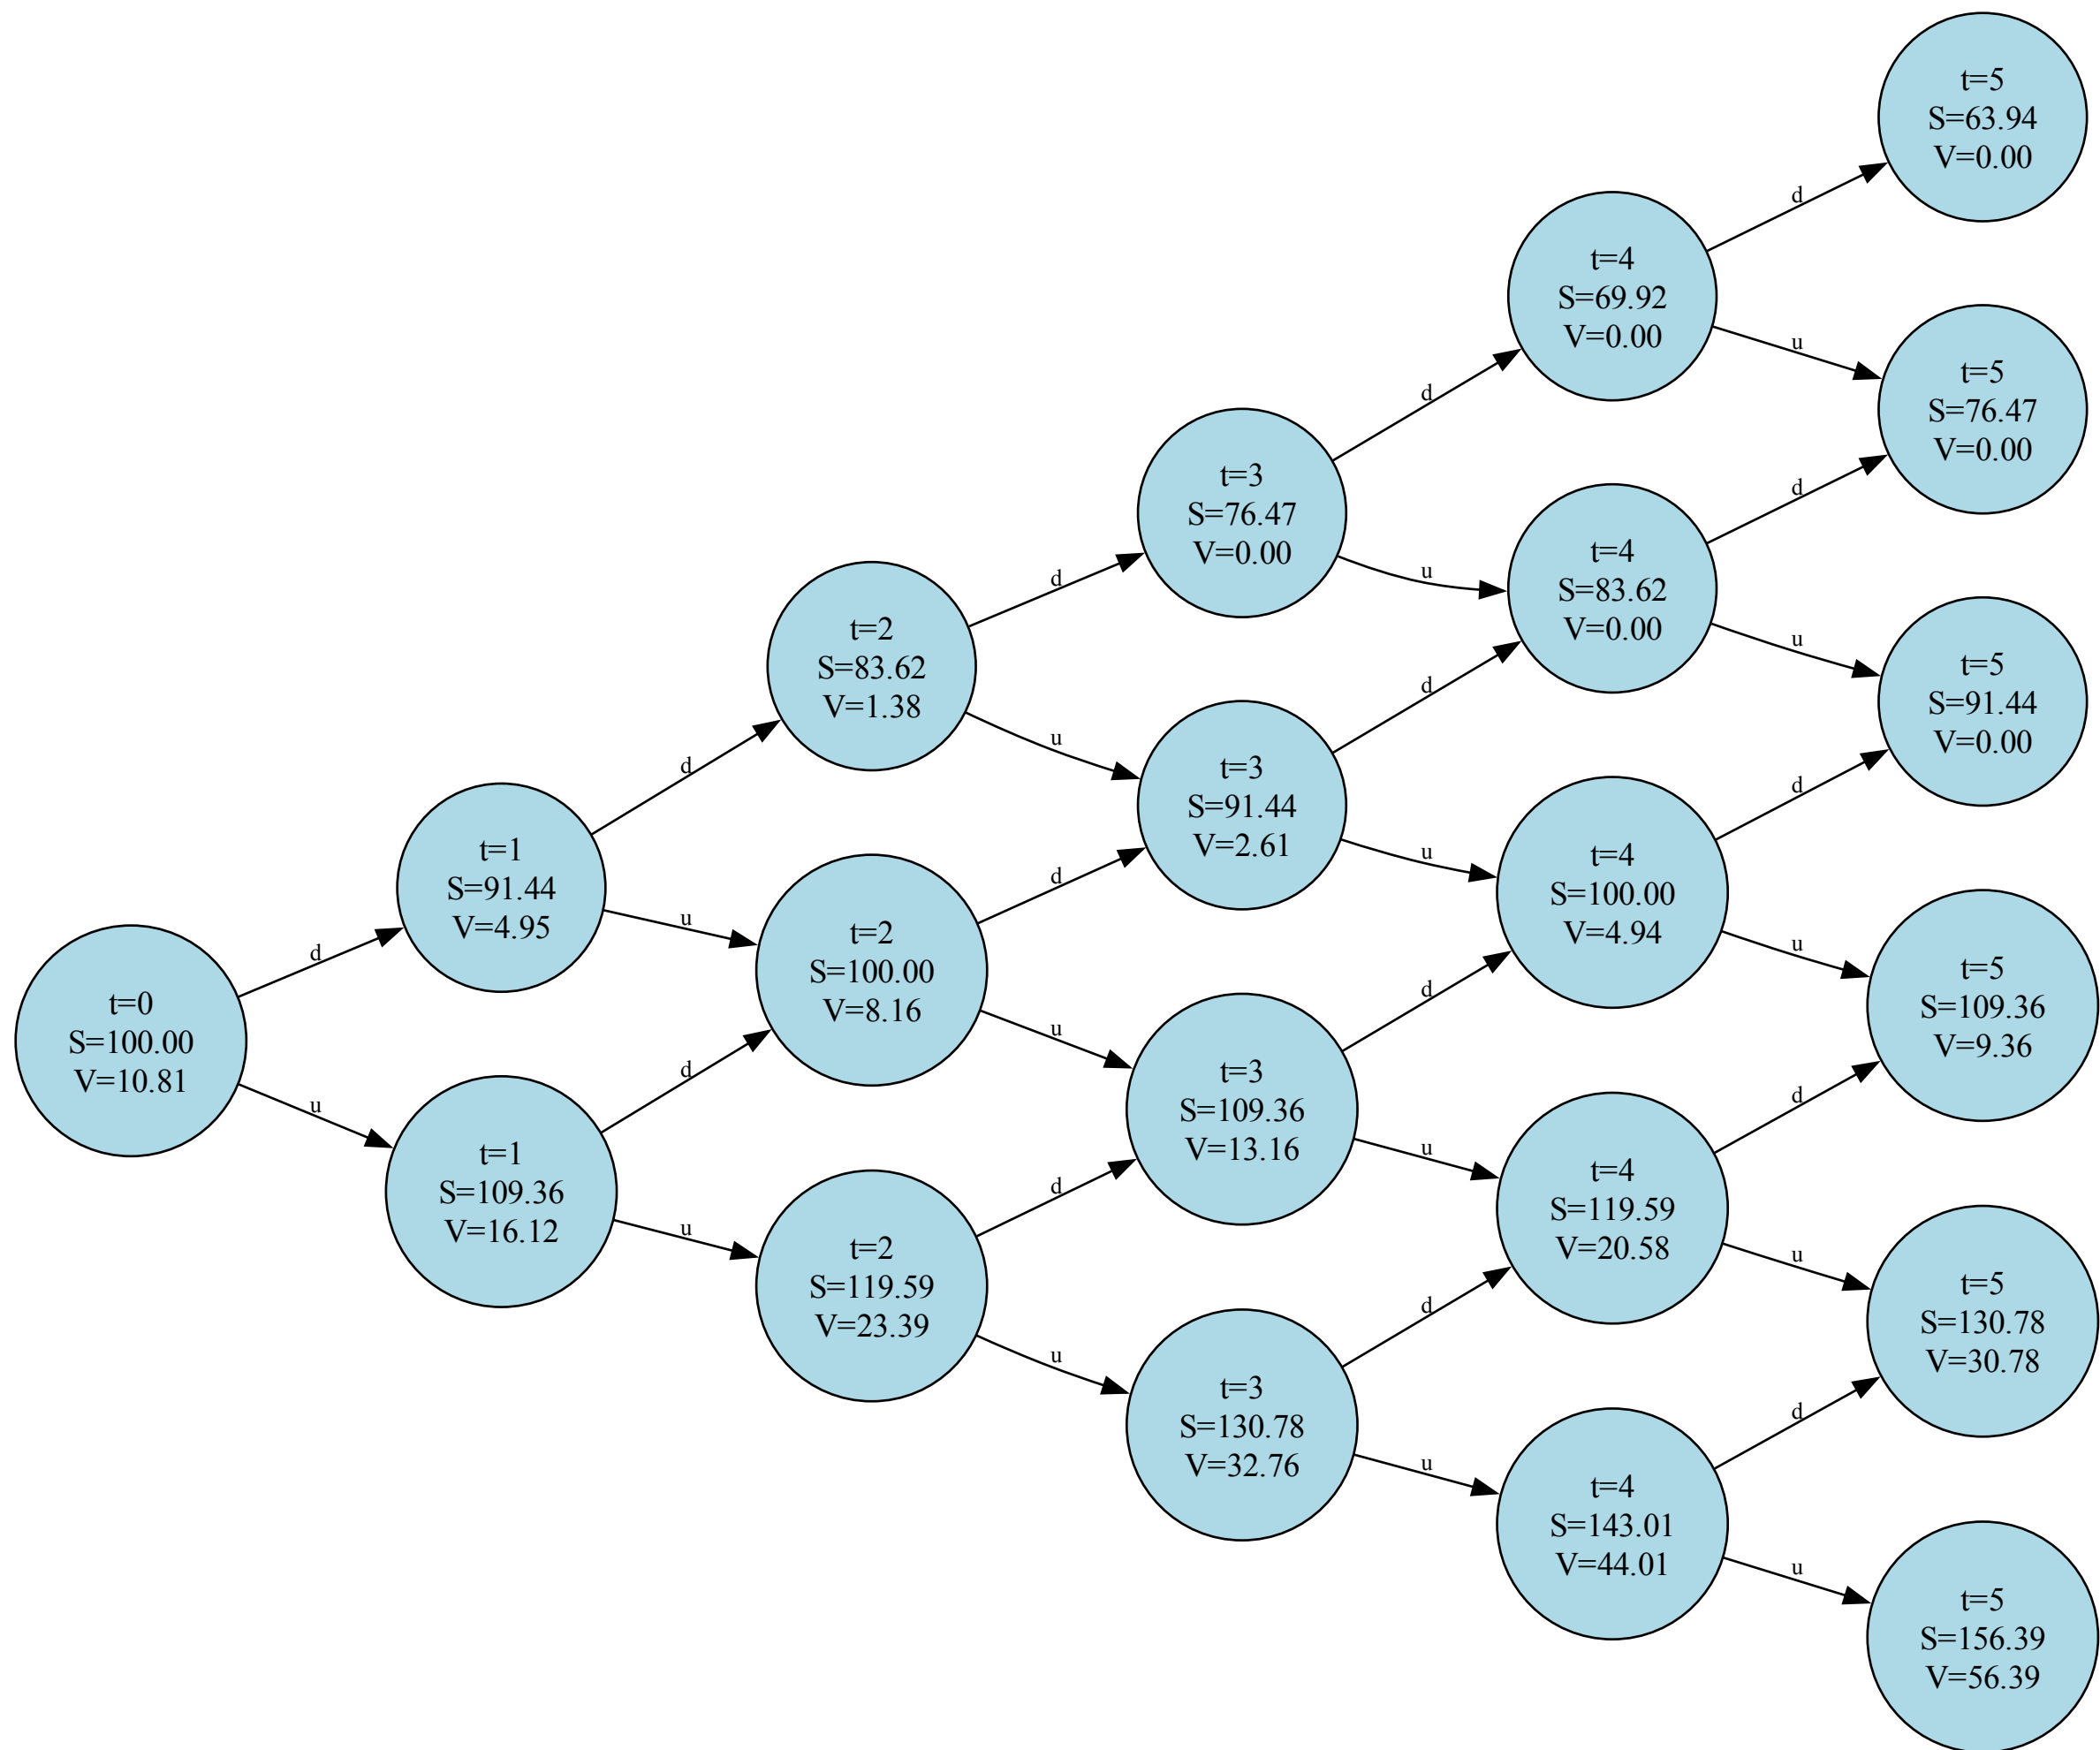 t=0
S=100.00
V=10.81
d
u
t=1
S=91.44
V=4.95
t=1
S=109.36
V=16.12
d
u
d
u
t=2
S=83.62
V=1.38
t=2
S=100.00
V=8.16
t=2
S=119.59
V=23.39
d
u
d
u
d
u
t=3
S=76.47
V=0.00
t=3
S=91.44
V=2.61
t=3
S=109.36
V=13.16
t=3
S=130.78
V=32.76
d
u
d
u
d
u
d
u
t=4
S=69.92
V=0.00
t=4
S=83.62
V=0.00
t=4
S=100.00
V=4.94
t=4
S=119.59
V=20.58
t=4
S=143.01
V=44.01
d
u
d
u
d
u
d
u
d
u
t=5
S=63.94
V=0.00
t=5
S=76.47
V=0.00
t=5
S=91.44
V=0.00
t=5
S=109.36
V=9.36
t=5
S=130.78
V=30.78
t=5
S=156.39
V=56.39